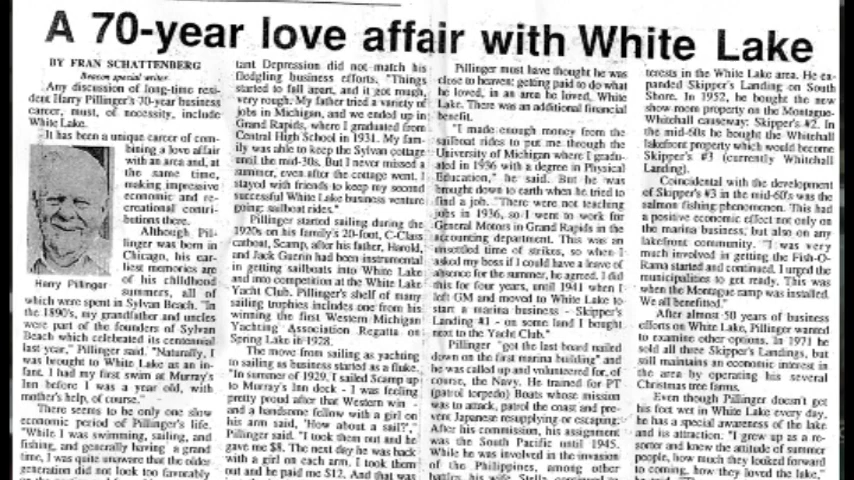 A 70-year love affair with White Lake
BY FRAN SCHATTENBERG
Beacon special writer
Any discussion of long-time resi-
dent Harry Pillinger's 70-year business
career, must, of necessity, include
White Lake.
It has been a unique career of com-
bining a love affair
with an area and, at
the same time,
making impressive
economic and re-
creational contri-
butions there.
Although Pil-
linger was born in
Chicago, his ear-
liest memories are
of his childhood
summers, all of
Harry Pillinger
which were spent in Sylvan Beach. "In
the 1890's, my grandfather and uncles
were part of the founders of Sylvan
Beach which celebrated its centennial
last year," Pillinger said. "Naturally, I
was brought to White Lake as an in-
fant. I had my first swim at Murray's
Inn before I was a year old, with
mother's help, of course."
There seems to be only one slow
economic period of Pillinger's life.
"While I was swimming, sailing, and
fishing, and generally having a grand
time, I was quite unaware that the older
generation did not look too favorably
tant Depression did not match his
fledgling business efforts. "Things
started to fall apart, and it got rough,
very rough. My father tried a variety of
jobs in Michigan, and we ended up in
Grand Rapids, where I graduated from
Central High School in 1931. My fam-
ily was able to keep the Sylvan cottage
until the mid-30s. But I never missed a
summer, even after the cottage went. I
stayed with friends to keep my second
successful White Lake business venture
going; sailboat rides."
Pillinger started sailing during the
1920s on his family's 20-foot, C-Class
catboat, Scamp, after his father, Harold,
and Jack Guerin had been instrumental
in getting sailboats into White Lake
and into competition at the White Lake
Yacht Club. Pillinger's shelf of many
sailing trophies includes one from his
winning the first Western Michigan
Yachting Association Regatta on
Spring Lake in 1928.
The move from sailing as yachting
to sailing as business started as a fluke.
"In summer of 1929, I sailed Scamp up
to Murray's Inn dock - I was feeling
pretty proud after that Western win -
and a handsome fellow with a girl on
his arm said, 'How about a sail?',"
Pillinger said. "I took them out and he
gave me $8. The next day he was back
with a girl on each arm. I took them
out and he paid me $12. And that was
Pillinger must have thought he was
close to heaven; getting paid to do what
he loved, in an area he loved, White
Lake. There was an additional financial
benefit.
"I made enough money from the
sailboat rides to put me through the
University of Michigan where I gradu-
ated in 1936 with a degree in Physical
Education," he said. But he was
brought down to earth when he tried to
find a job. "There were not teaching
jobs in 1936, so I went to work for
General Motors in Grand Rapids in the
accounting department. This was an
unsettled time of strikes, so when I
asked my boss if I could have a leave of
absence for the summer, he agreed. I did
this for four years, until 1941 when I
left GM and moved to White Lake to
start a marina business - Skipper's
Landing #1 - on some land I bought
next to the Yacht Club."
Pillinger "got the last board nailed
down on the first marina building" and
he was called up and volunteered for, of
course, the Navy. He trained for PT
(patrol torpedo) Boats whose mission
was to attack, patrol the coast and pre-
vent Japanese resupplying or escaping.
After his commission, his assignment
was the South Pacific until 1945.
While he was involved in the invasion
of the Philippines, among other
terests in the White Lake area. He ex-
panded Skipper's Landing on South
Shore. In 1952, he bought the new
show more property on the Montague-
Whitehall causeway: Skipper's #2. In
the mid-60s he bought the Whitehall
lakefront property which would become
Skipper's #3 (currently Whitehall
Landing).
Coincidental with the development
of Skipper's #3 in the mid-60's was the
salmon fishing phenomenon. This had
a positive economic effect not only on
the marina business, but also on any
lakefront community. "I was very
much involved in getting the Fish-O-
Rama started and continued. I urged the
municipalities to get ready. This was
when the Montague ramp was installed.
We all benefited."
After almost 50 years of business
efforts on White Lake, Pillinger wanted
to examine other options. In 1971 he
sold all three Skipper's Landings, but
still maintains an economic interest in
the area by operating his several
Christmas tree farms.
Even though Pillinger doesn't get
his feet wet in White Lake every day,
he has a special awareness of the lake
and its attraction: "I grew up as a re-
sorter and knew the attitude of summer
people, how much they looked forward
to coming, how they loved the lake,"